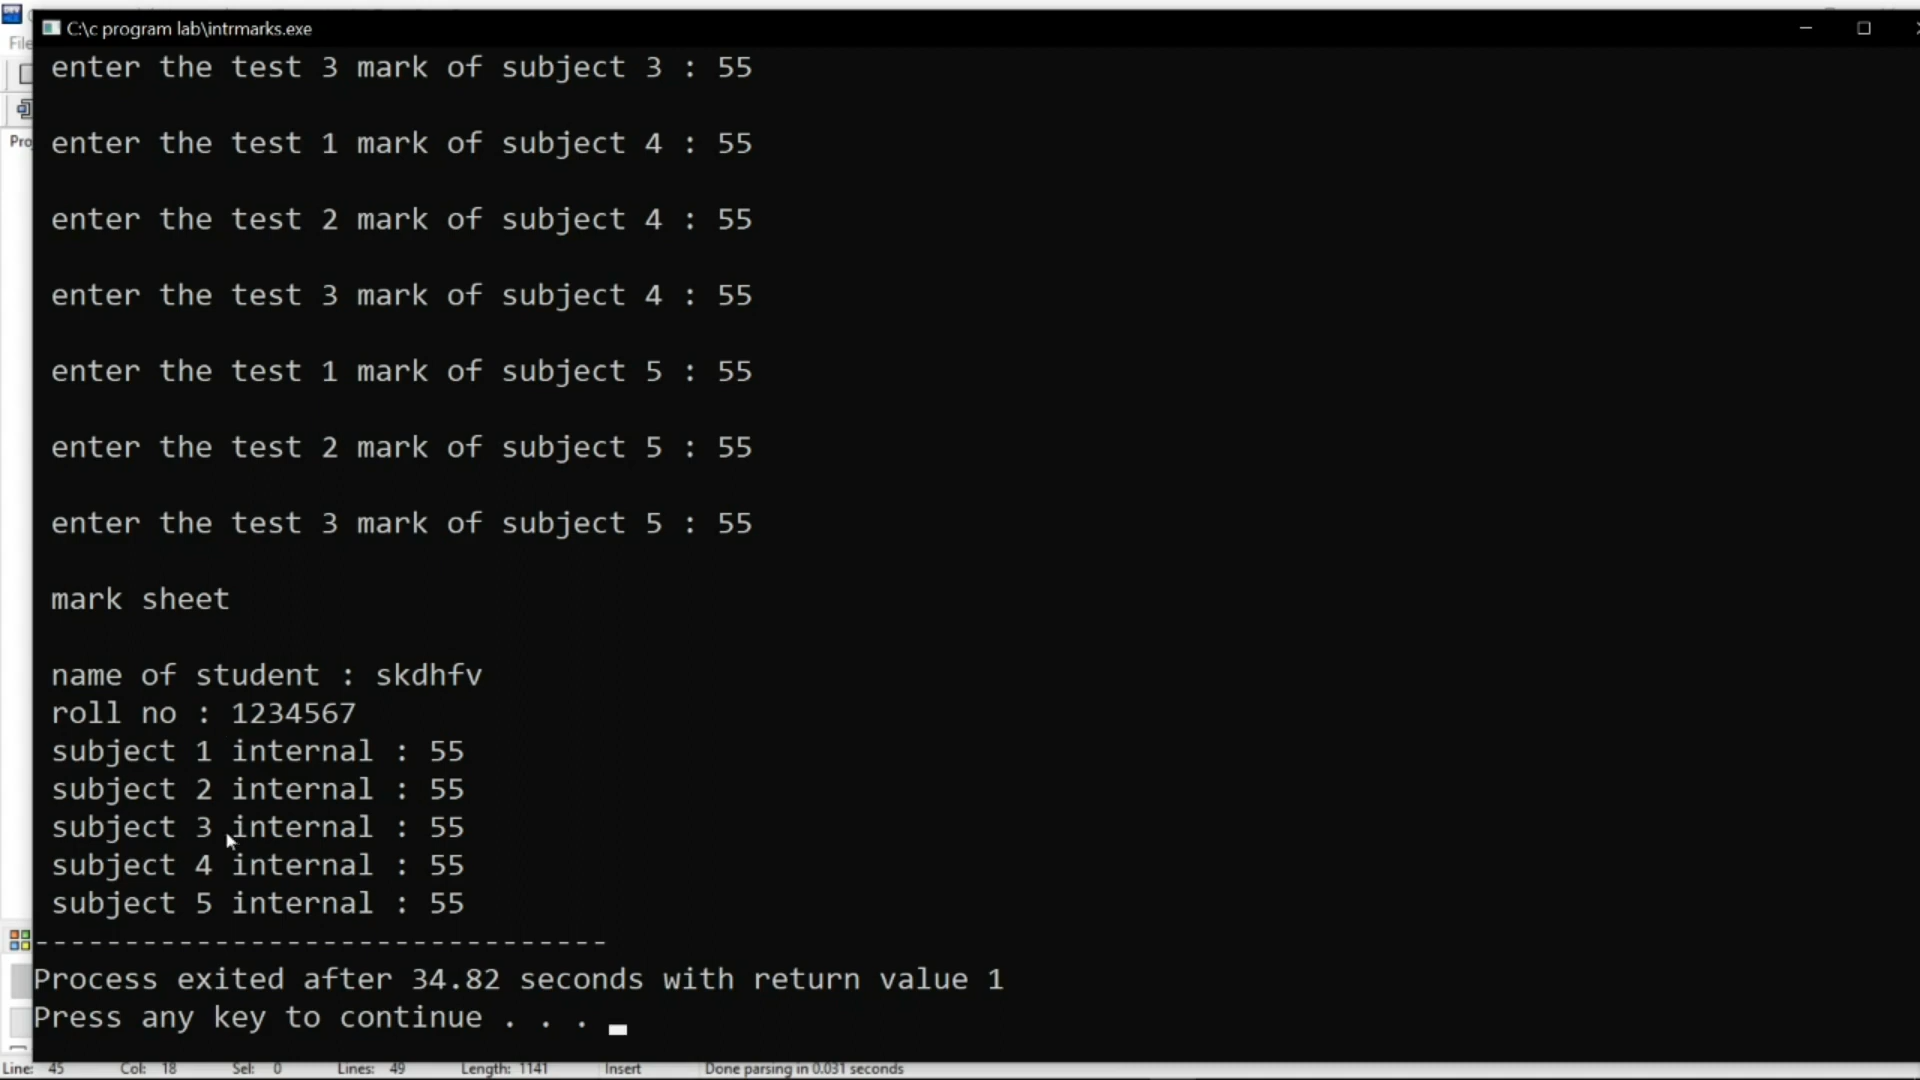 C:\c program lab\intrmarks.exe
enter the test 3 mark of subject 3 : 55
enter the test 1 mark of subject 4 : 55
enter the test 2 mark of subject 4 : 55
enter the test 3 mark of subject 4 : 55
enter the test 1 mark of subject 5 : 55
enter the test 2 mark of subject 5 : 55
enter the test 3 mark of subject 5 : 55
mark sheet
name of student : skdhfv
roll no : 1234567
subject 1 internal : 55
subject 2 internal : 55
subject 3 internal : 55
subject 4 internal : 55
subject 5 internal : 55
--------------------------------
Process exited after 34.82 seconds with return value 1
Press any key to continue . . .
Line: 45 Col: 18 Sel: 0 Lines: 49 Length: 1141 Insert Done parsing in 0.031 seconds